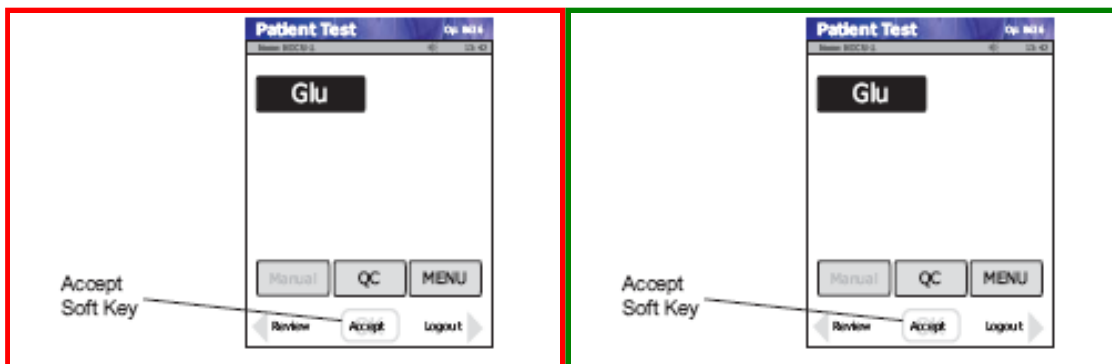 Patient Test
Glu
Manual QC MENU
Accept
Soft Key
Review Accept Logout
Patient Test
Glu
Manual QC MENU
Accept
Soft Key
Review Accept Logout